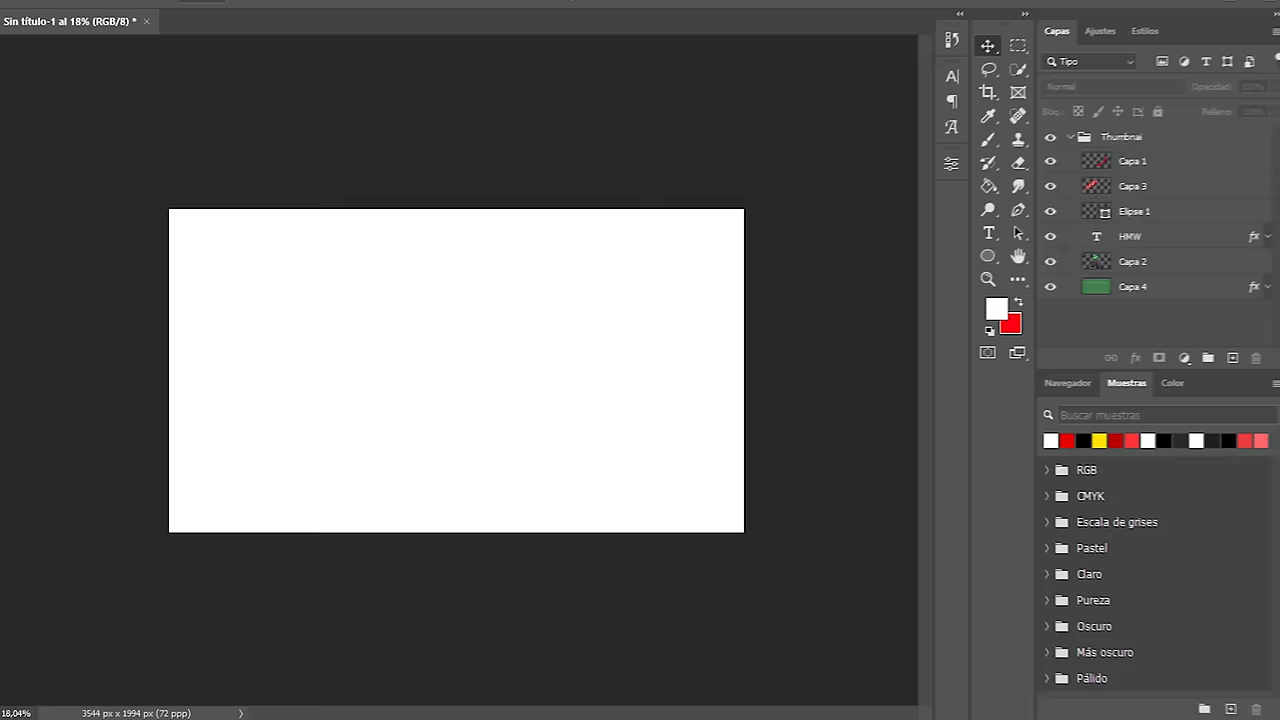 Sin título-1 al 18% (RGB/8) *
Capas Ajustes Estilos
Tipo
Normal Opacidad:
Bloq.: Relleno:
Thumbnail
Capa 1
Capa 3
Elipse 1
HMW
Capa 2
Capa 4
Navegador Muestras Color
Buscar muestras
RGB
CMYK
Escala de grises
Pastel
Claro
Pureza
Oscuro
Más oscuro
Pálido
18,04% 3544 px x 1994 px (72 ppp)